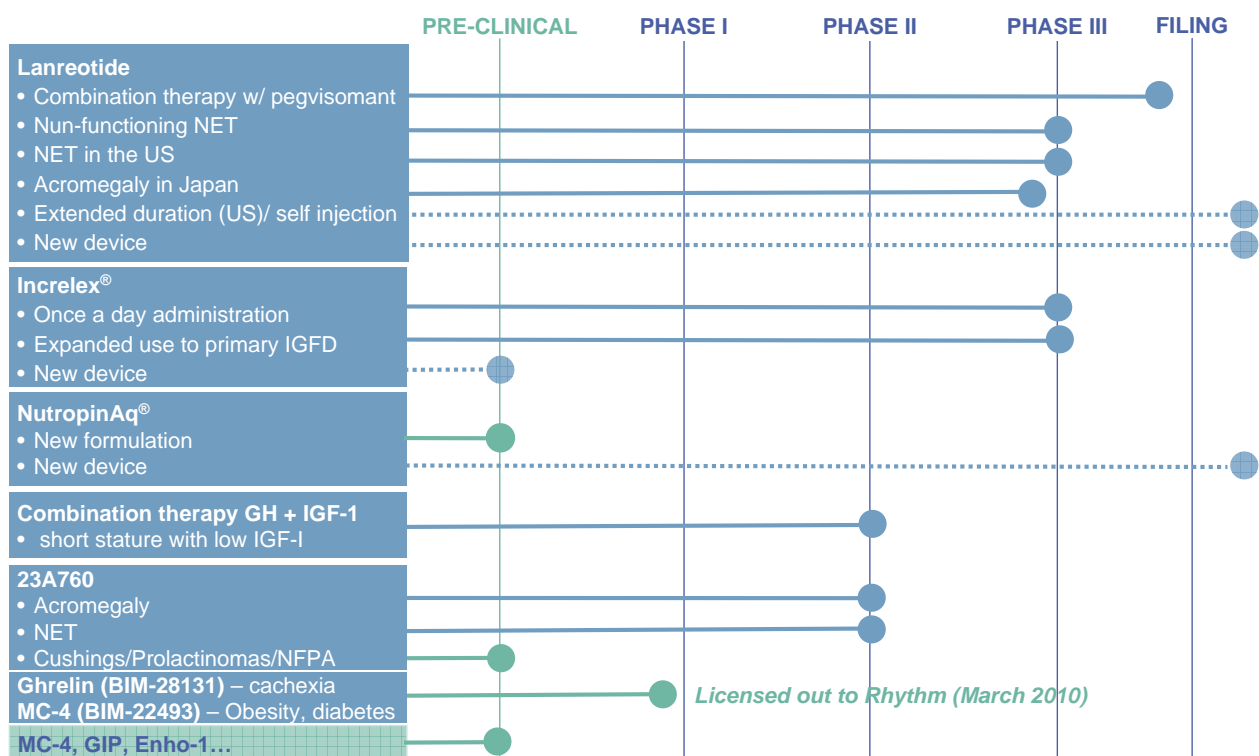 PRE-CLINICAL PHASE I PHASE II PHASE III FILING
Lanreotide
• Combination therapy w/ pegvisomant
• Nun-functioning NET
• NET in the US
• Acromegaly in Japan
• Extended duration (US)/ self injection
• New device
Increlex®
• Once a day administration
• Expanded use to primary IGFD
• New device
NutropinAq®
• New formulation
• New device
Combination therapy GH + IGF-1
• short stature with low IGF-I
23A760
• Acromegaly
• NET
• Cushings/Prolactinomas/NFPA
Ghrelin (BIM-28131) – cachexia
MC-4 (BIM-22493) – Obesity, diabetes
Licensed out to Rhythm (March 2010)
MC-4, GIP, Enho-1…